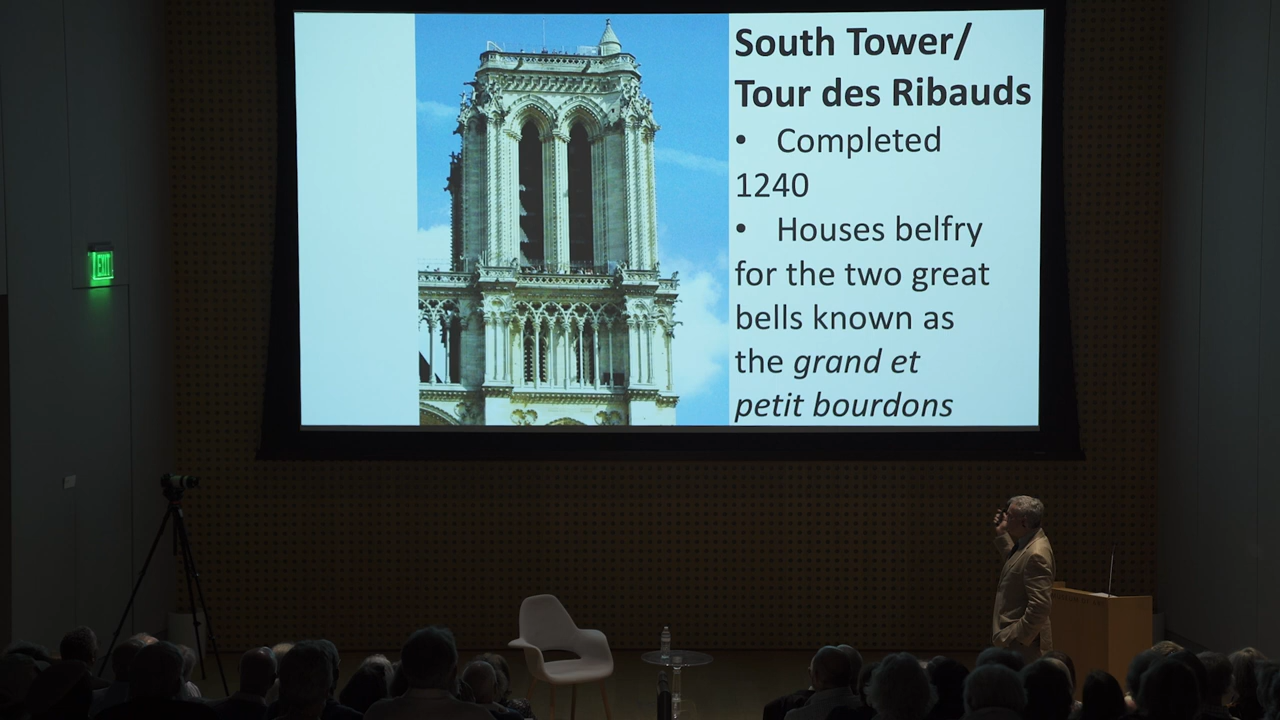 South Tower/
Tour des Ribauds
• Completed
1240
• Houses belfry
for the two great
bells known as
the grand et
petit bourdons
EXIT